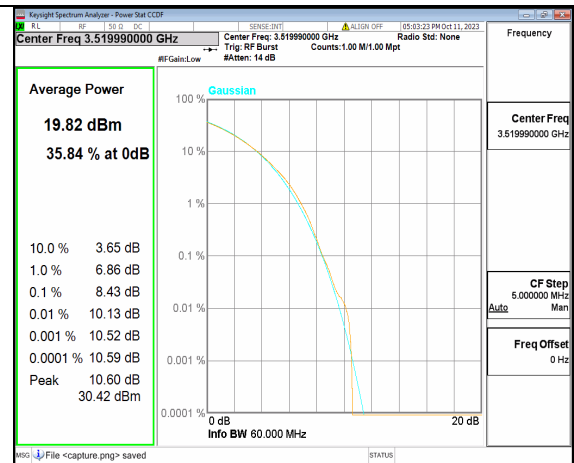 Keysight Spectrum Analyzer - Power Stat CCDF
RL RF 50 Ω DC SENSE:INT ALIGN OFF 05:03:23 PM Oct 11, 2023
Center Freq 3.519990000 GHz
Center Freq: 3.519990000 GHz Radio Std: None
Trig: RF Burst Counts:1.00 M/1.00 Mpt
#IFGain:Low #Atten: 14 dB
Frequency
Average Power
19.82 dBm
35.84 % at 0dB
10.0 % 3.65 dB
1.0 % 6.86 dB
0.1 % 8.43 dB
0.01 % 10.13 dB
0.001 % 10.52 dB
0.0001 % 10.59 dB
Peak 10.60 dB
30.42 dBm
Gaussian
100 %
10 %
1 %
0.1 %
0.01 %
0.001 %
0.0001 %
0 dB 20 dB
Info BW 60.000 MHz
Center Freq
3.519990000 GHz
CF Step
5.000000 MHz
Auto Man
Freq Offset
0 Hz
MSG File <capture.png> saved STATUS